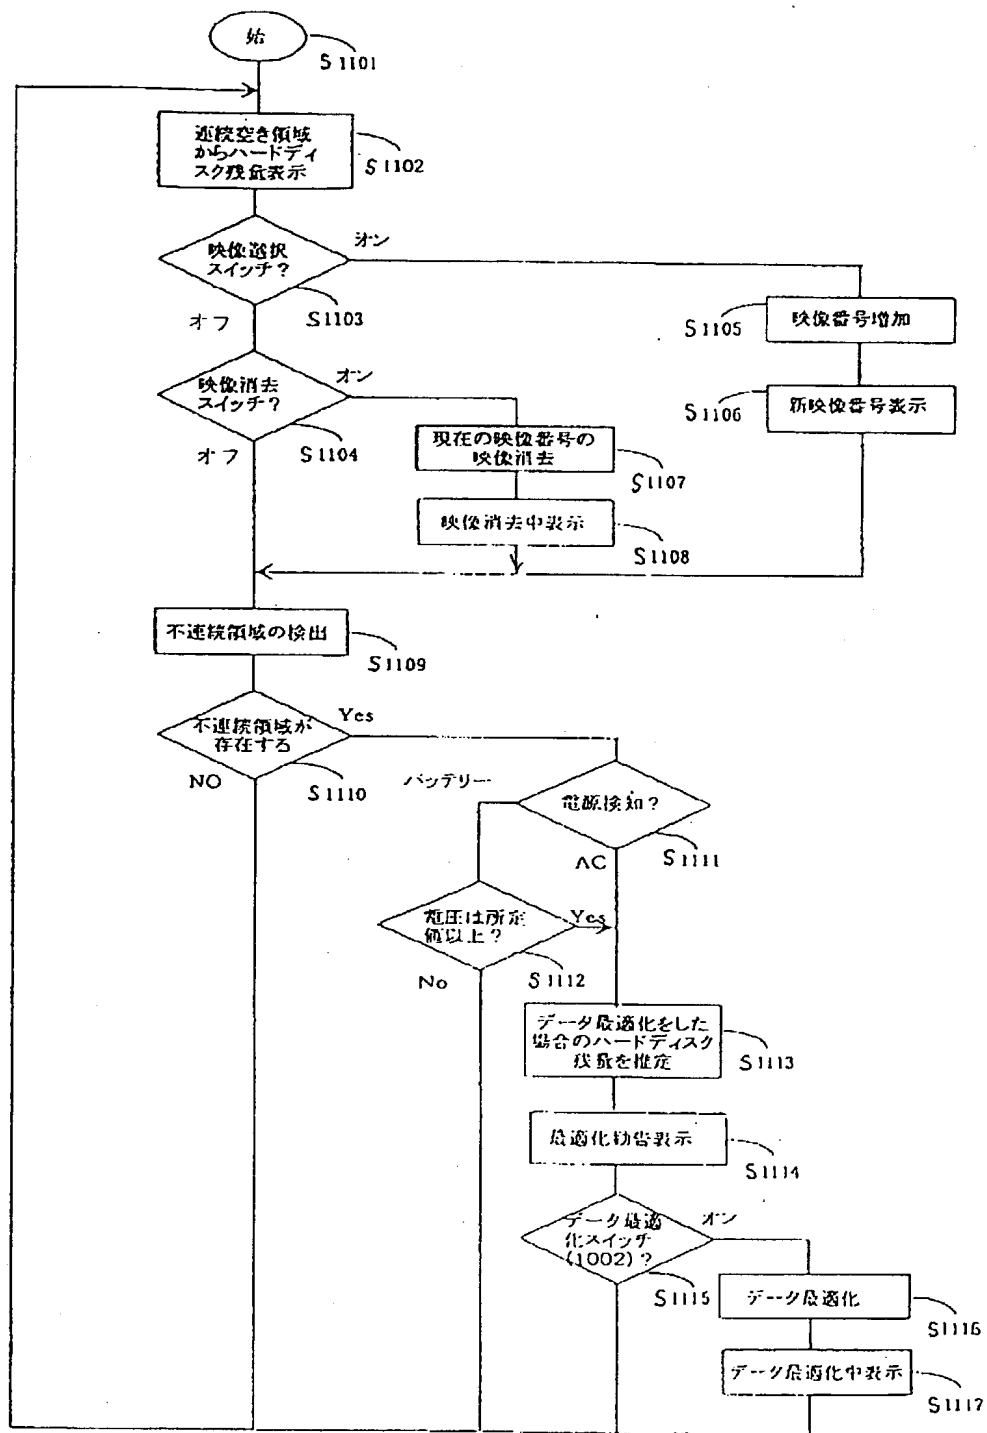 始
S1101
連続空き領域
からハードディ
スク残量表示
S1102
映像選択
スイッチ?
オン
S1103
オフ
S1105
映像番号増加
映像消去
スイッチ?
オン
S1106
新映像番号表示
S1104
オフ
現在の映像番号の
映像消去
S1107
映像消去中表示
S1108
不連続領域の検出
S1109
不連続領域が
存在する
Yes
NO
S1110
バッテリー
電源検知?
S1111
AC
電圧は所定
値以上?
Yes
No
S1112
データ最適化をした
場合のハードディスク
残量を推定
S1113
最適化勧告表示
S1114
データ最適
化スイッチ
(1002)?
オン
S1115
データ最適化
S1116
データ最適化中表示
S1117